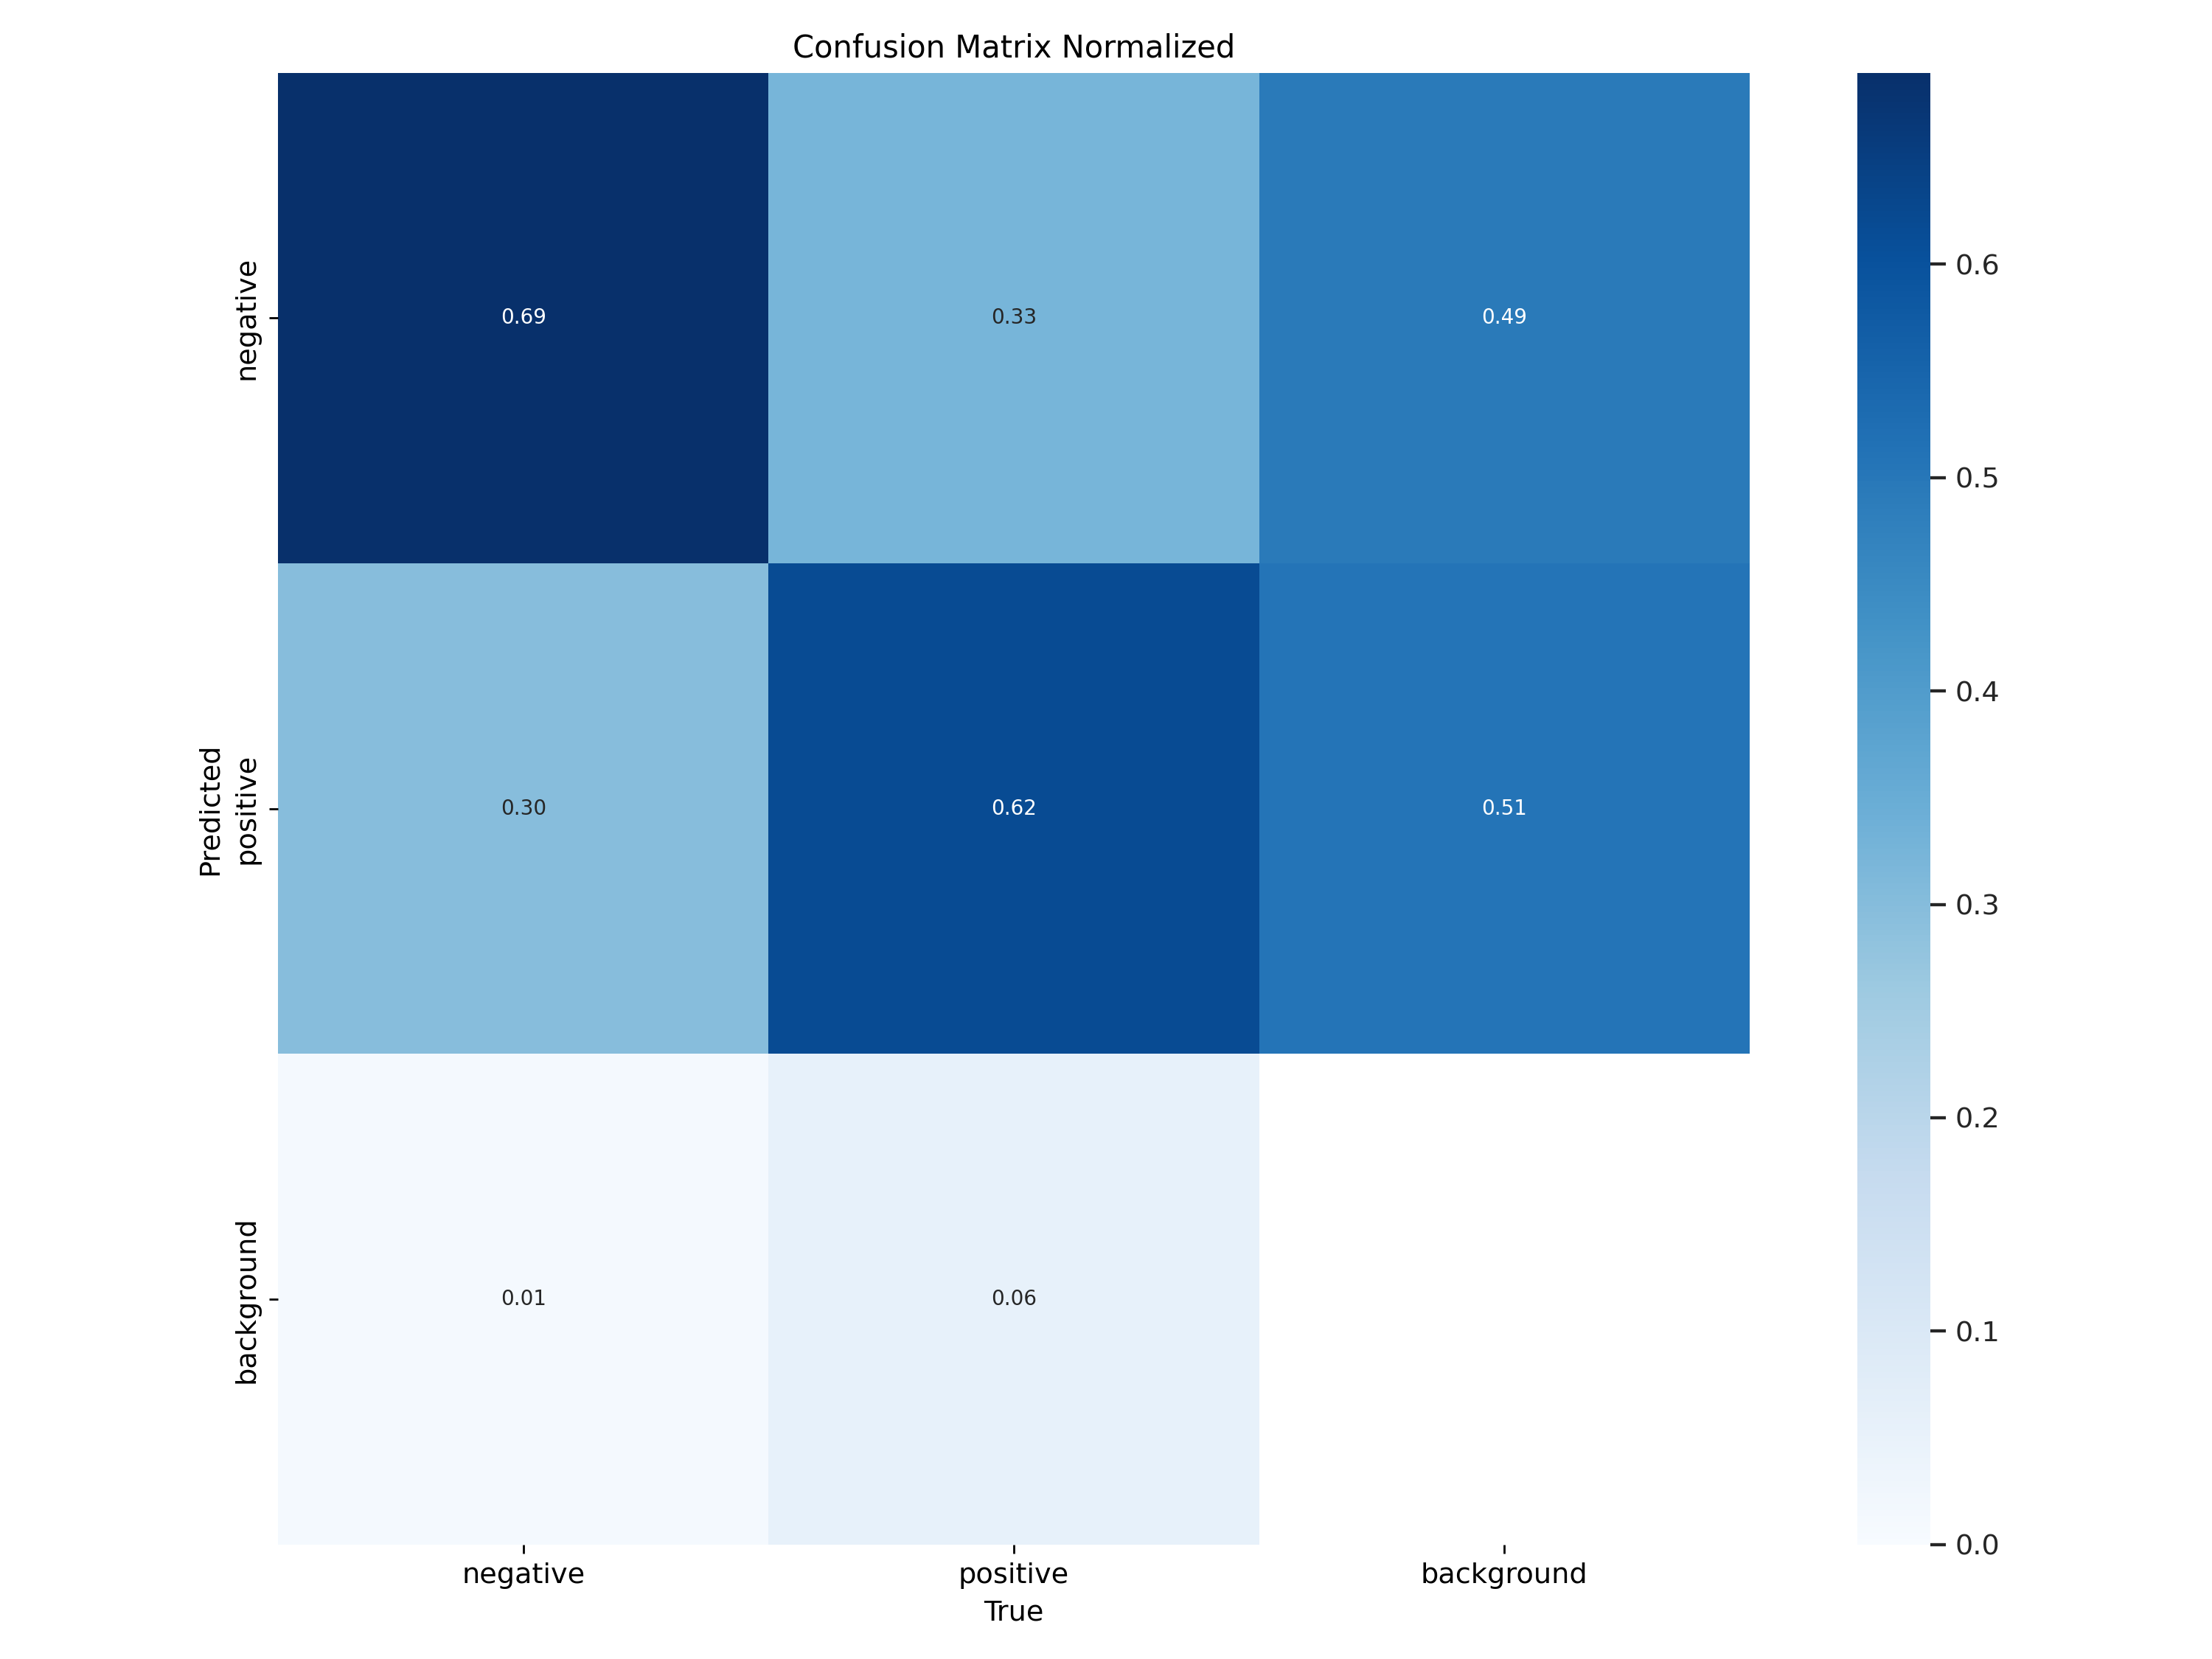 Confusion Matrix Normalized
negative
0.69
0.33
0.49
0.6
0.5
0.4
Predicted
positive
0.30
0.62
0.51
0.3
0.2
background
0.01
0.06
0.1
0.0
negative
positive
background
True